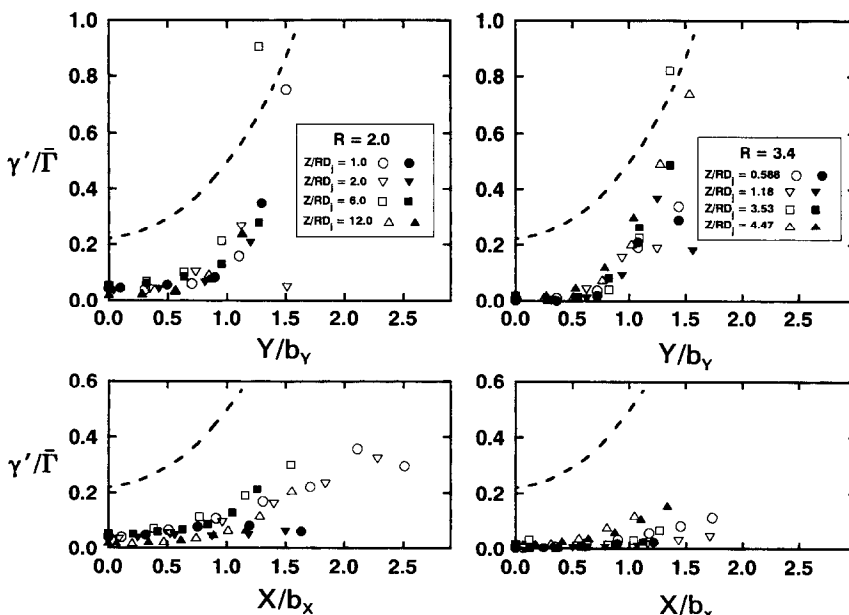 1.0
0.8
0.6
0.4
0.2
0.0
γ′/Γ̄
0.0 0.5 1.0 1.5 2.0 2.5
Y/bY
R = 2.0
Z/RDj = 1.0
Z/RDj = 2.0
Z/RDj = 6.0
Z/RDj = 12.0
1.0
0.8
0.6
0.4
0.2
0.0
0.0 0.5 1.0 1.5 2.0 2.5
Y/bY
R = 3.4
Z/RDj = 0.588
Z/RDj = 1.18
Z/RDj = 3.53
Z/RDj = 4.47
0.6
0.4
0.2
0.0
γ′/Γ̄
0.0 0.5 1.0 1.5 2.0 2.5
X/bX
0.6
0.4
0.2
0.0
0.0 0.5 1.0 1.5 2.0 2.5
X/bX